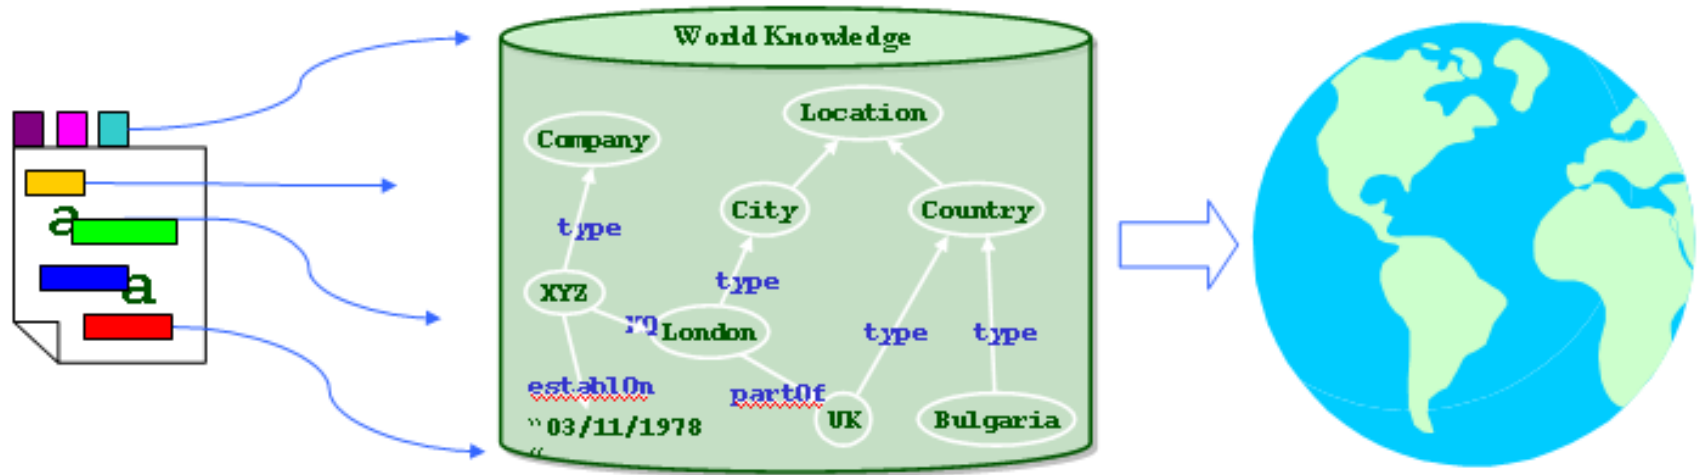 World Knowledge
Location
Company
City
Country
type
type
XYZ
HQ
London
type
type
establOn
partOf
"03/11/1978
"
UK
Bulgaria
a
a